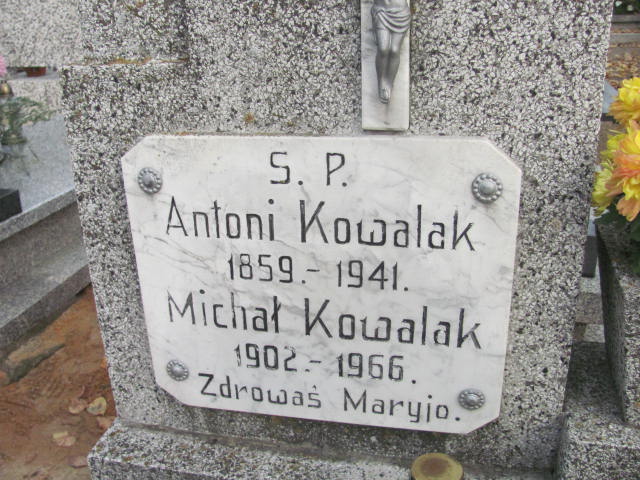 S. P.
Antoni Kowalak
1859.-1941.
Michał Kowalak
1902.-1966.
Zdrowaś Maryjo.